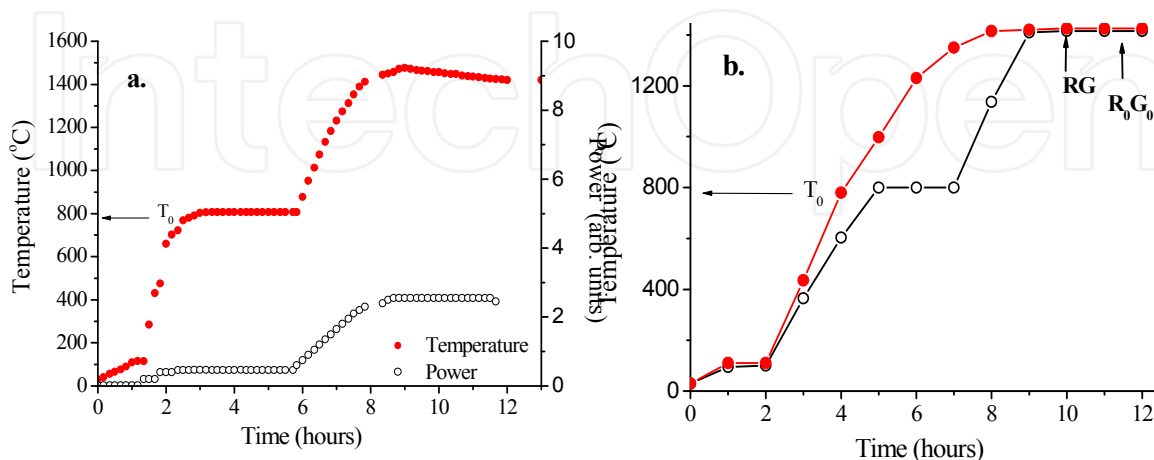 IntechOpen
a.
1600
1400
1200
1000
800
600
400
200
0
Temperature (°C)
T₀
Temperature
Power
0
2
4
6
8
10
12
Time (hours)
10
8
6
4
2
0
Power (arb. units)
b.
1200
800
400
0
Temperature (°C)
T₀
RG
R₀G₀
0
2
4
6
8
10
12
Time (hours)